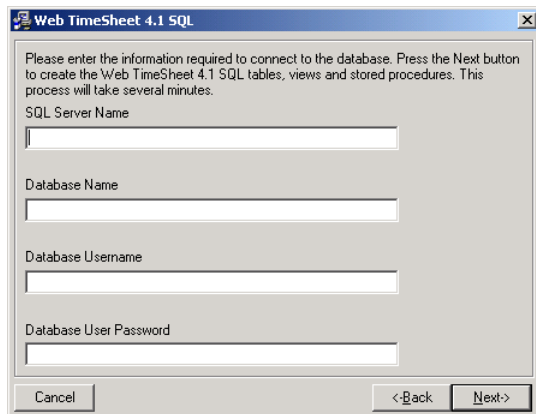 Web TimeSheet 4.1 SQL
Please enter the information required to connect to the database. Press the Next button
to create the Web TimeSheet 4.1 SQL tables, views and stored procedures. This
process will take several minutes.
SQL Server Name
Database Name
Database Username
Database User Password
Cancel
<-Back
Next->